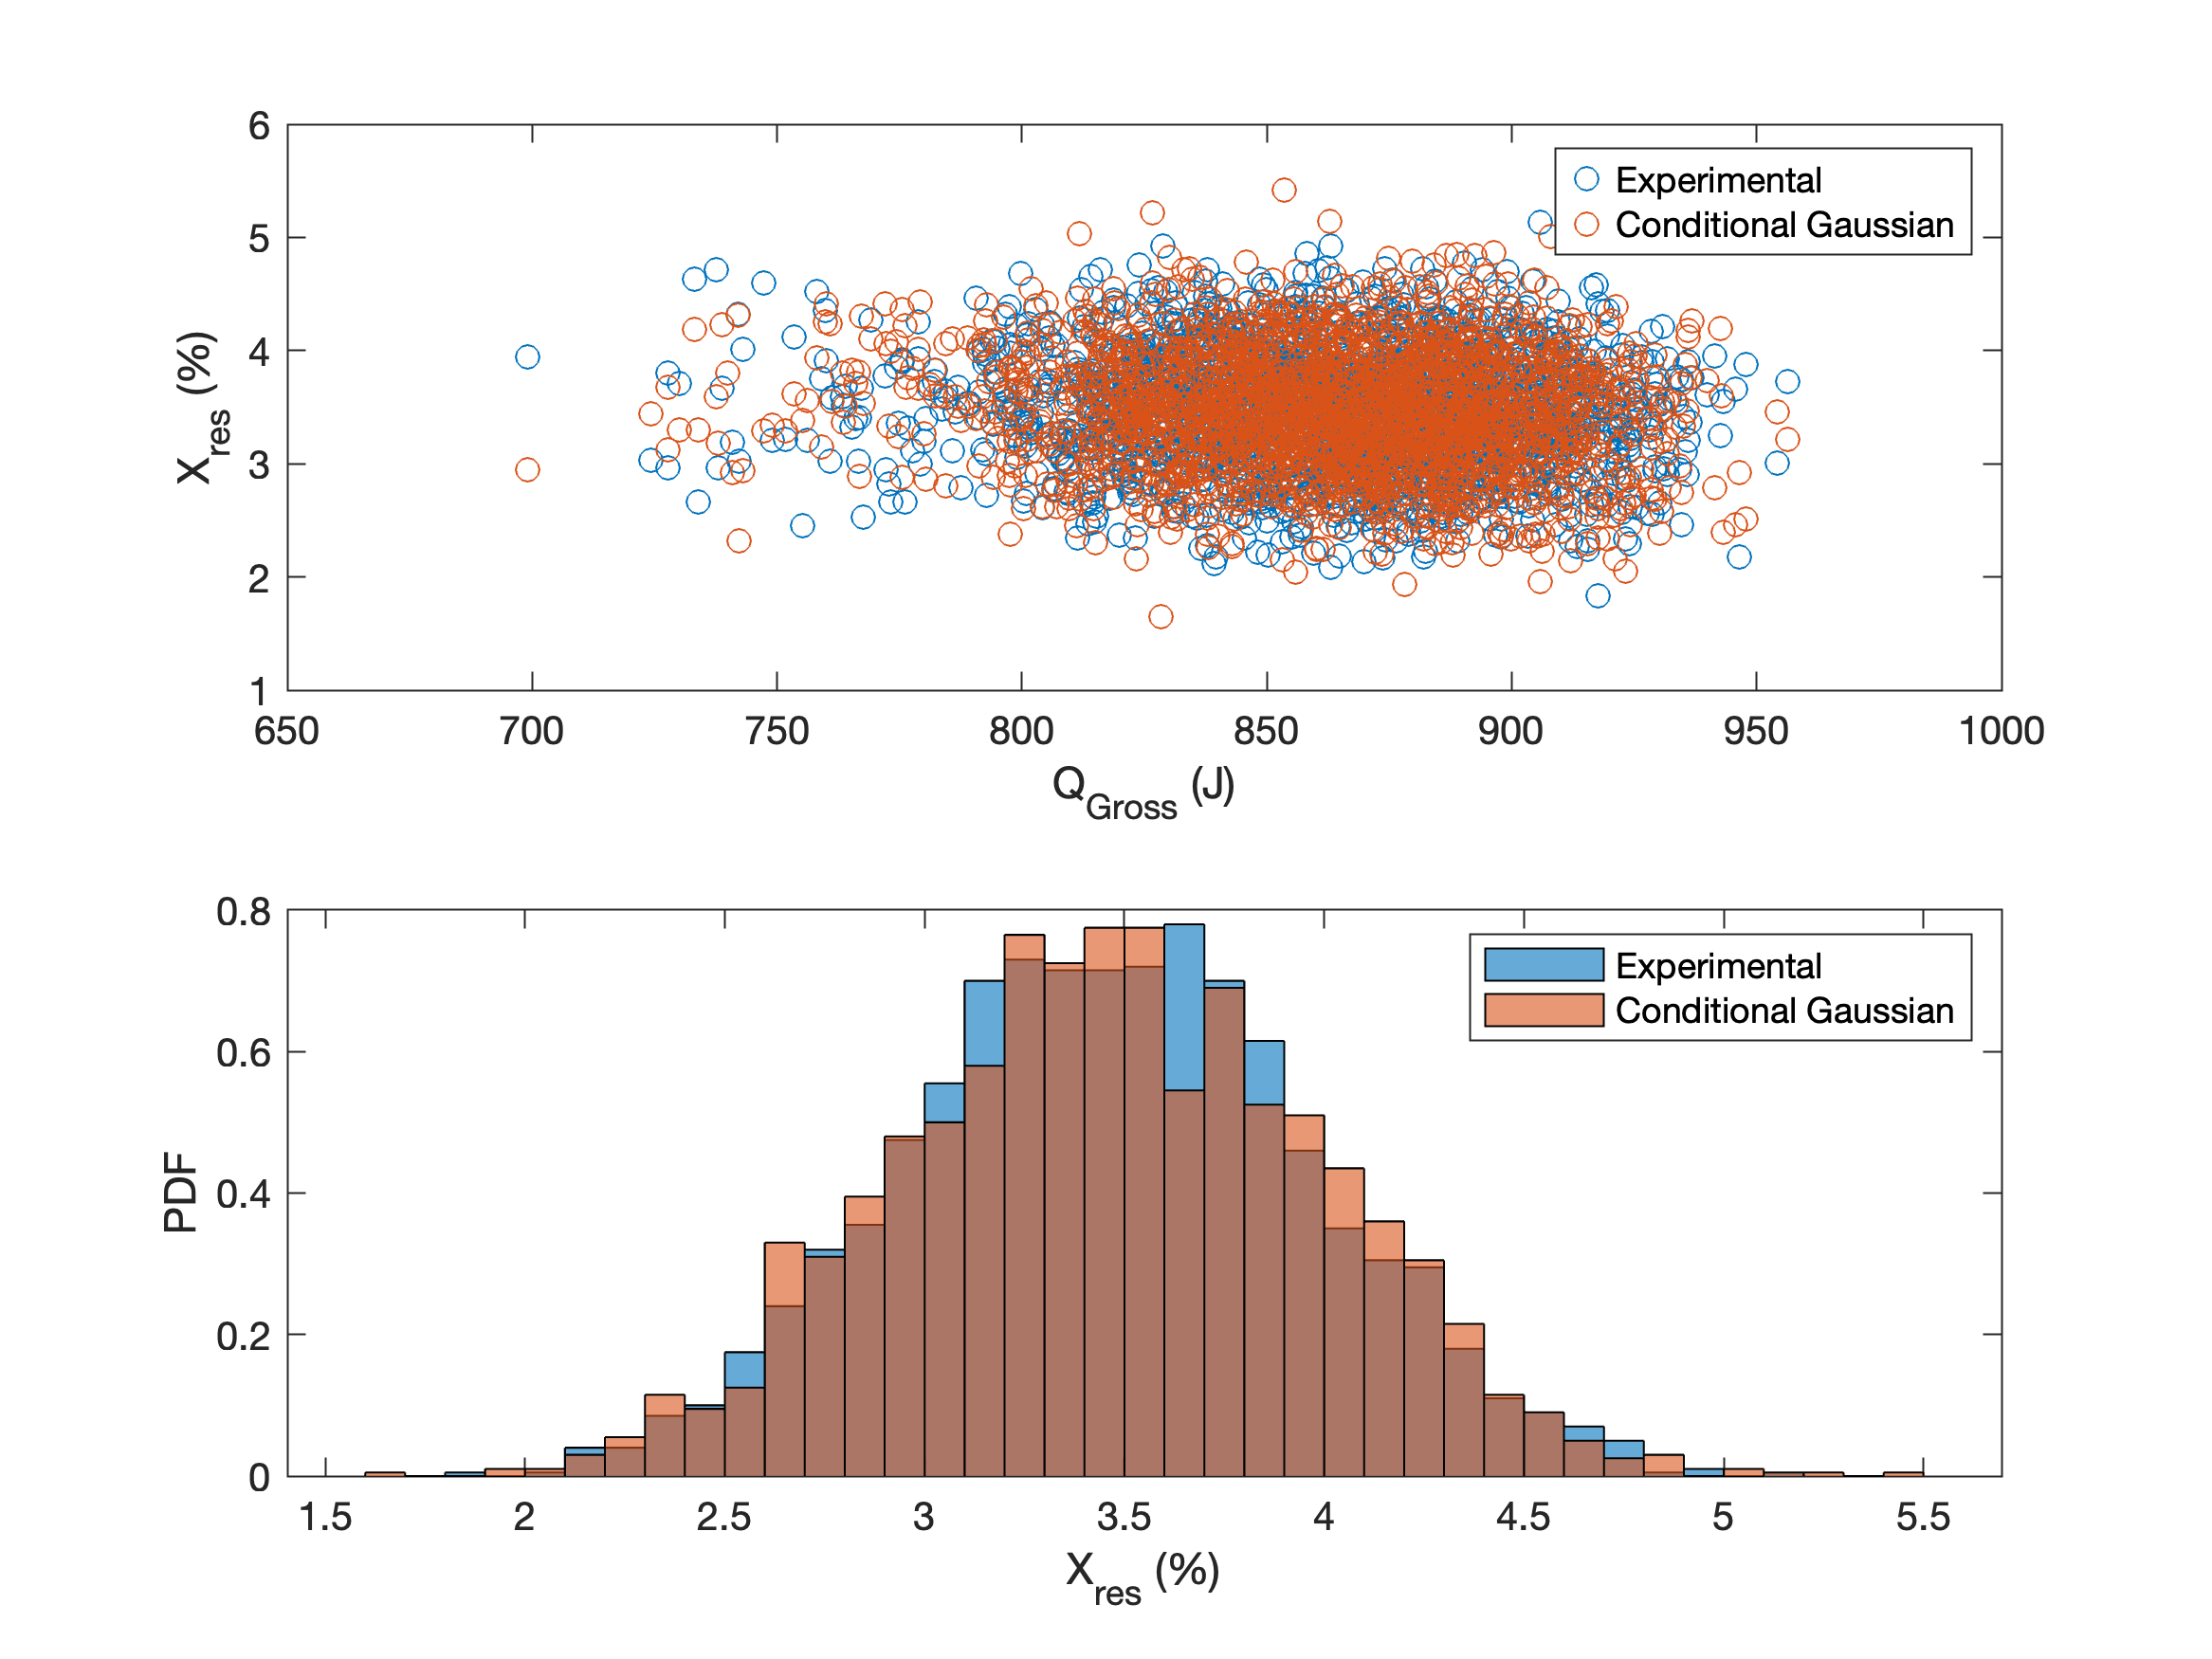 6
5
4
3
2
1
X_res (%)
Experimental
Conditional Gaussian
650 700 750 800 850 900 950 1000
Q_Gross (J)
0.8
0.6
0.4
0.2
0
PDF
Experimental
Conditional Gaussian
1.5 2 2.5 3 3.5 4 4.5 5 5.5
X_res (%)